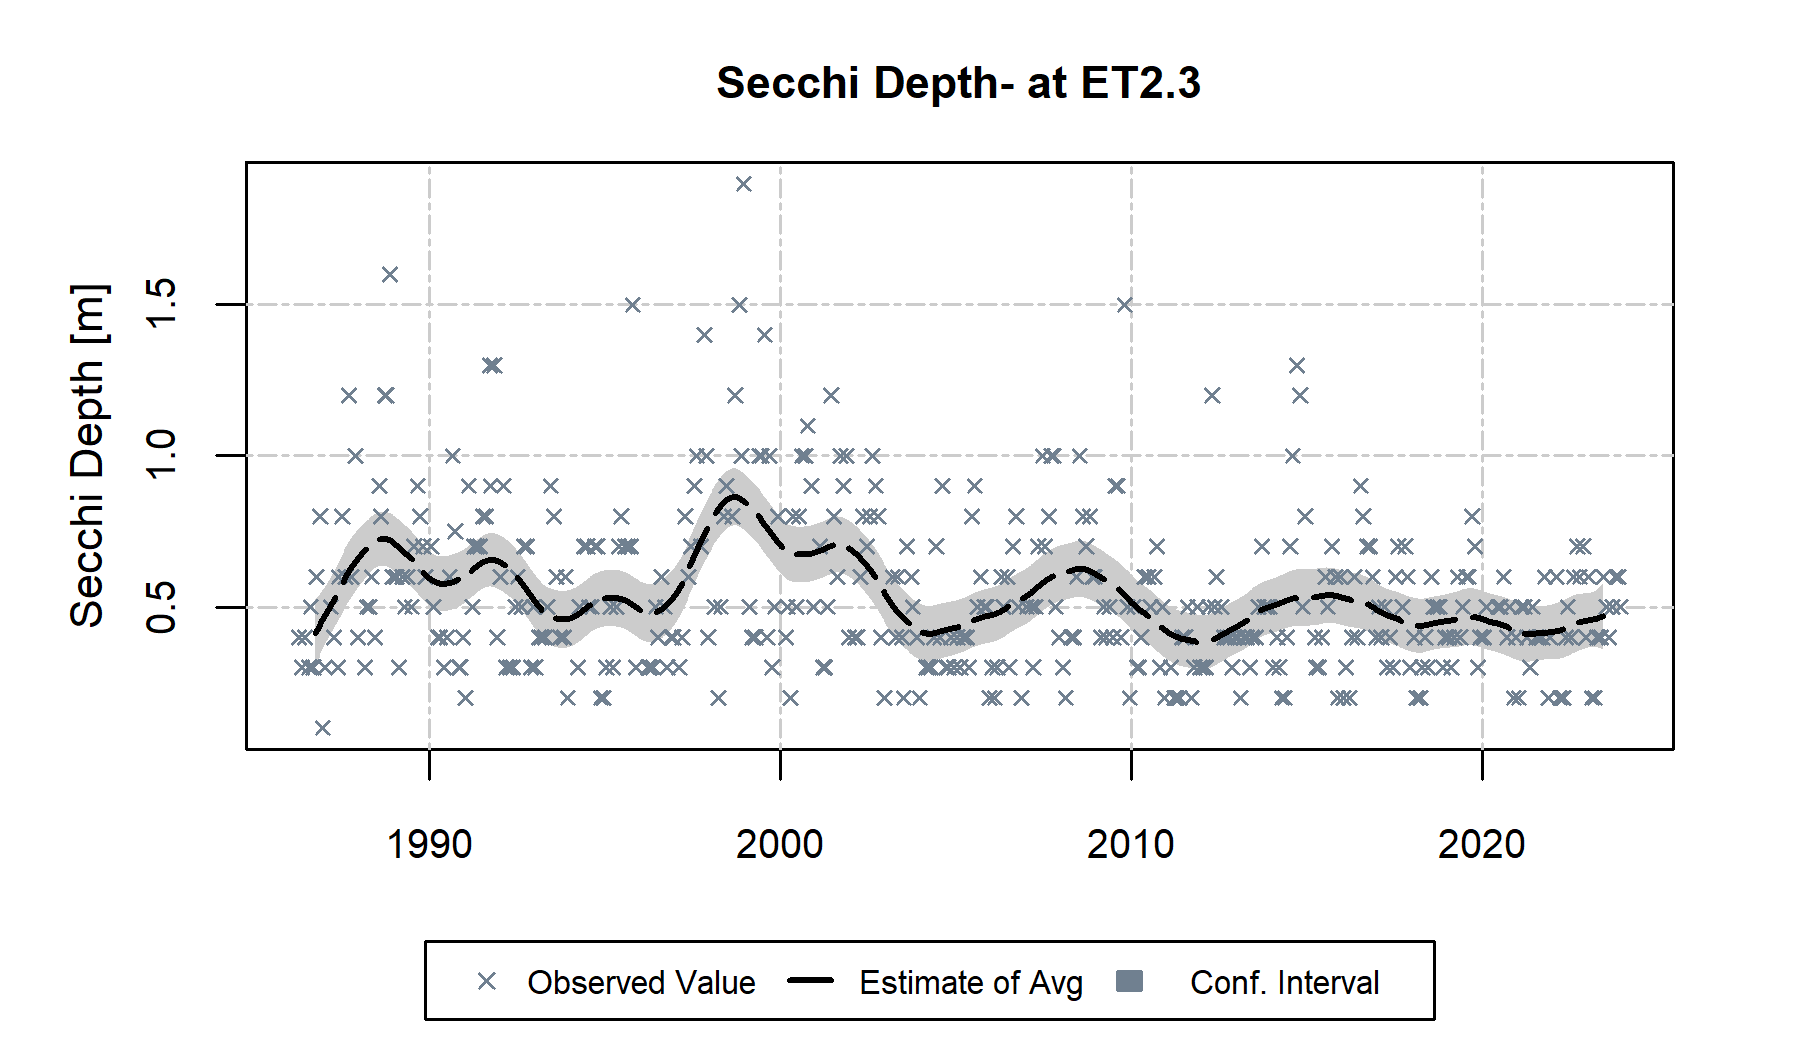 Secchi Depth- at ET2.3
Secchi Depth [m]
1.5
1.0
0.5
1990 2000 2010 2020
Observed Value Estimate of Avg Conf. Interval